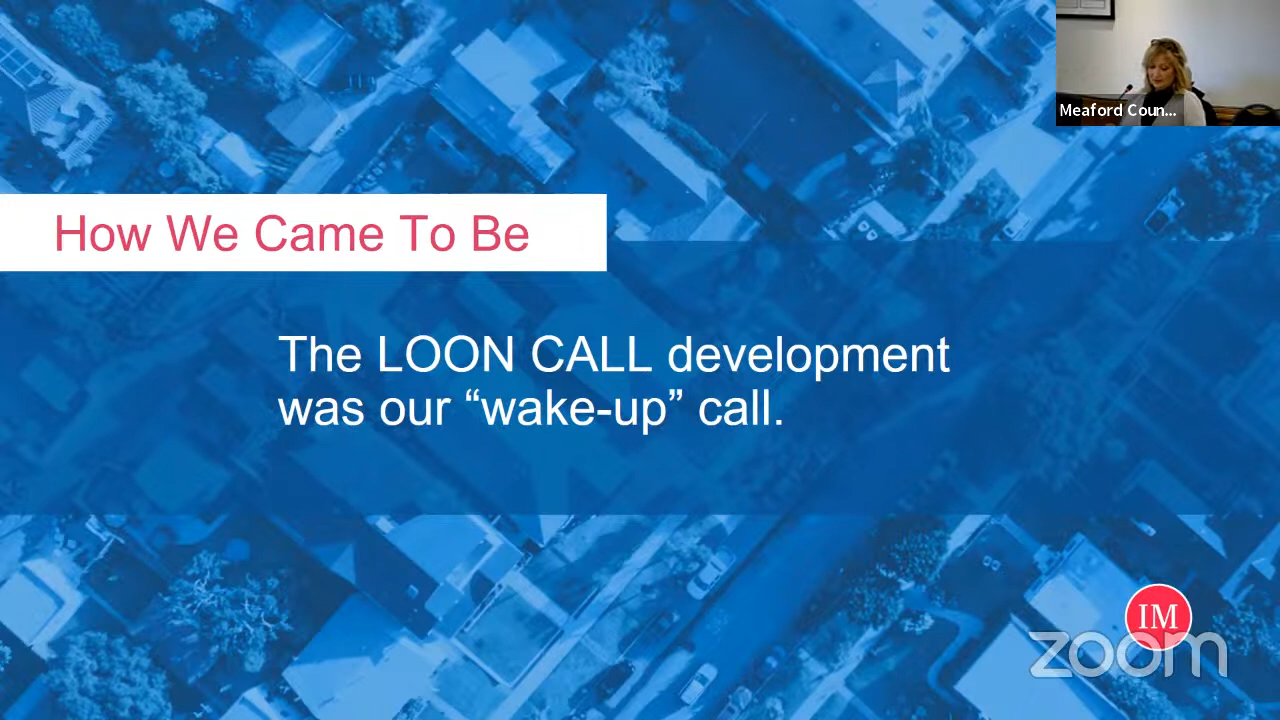 Meaford Coun...
How We Came To Be
The LOON CALL development
was our “wake-up” call.
IM
zoom